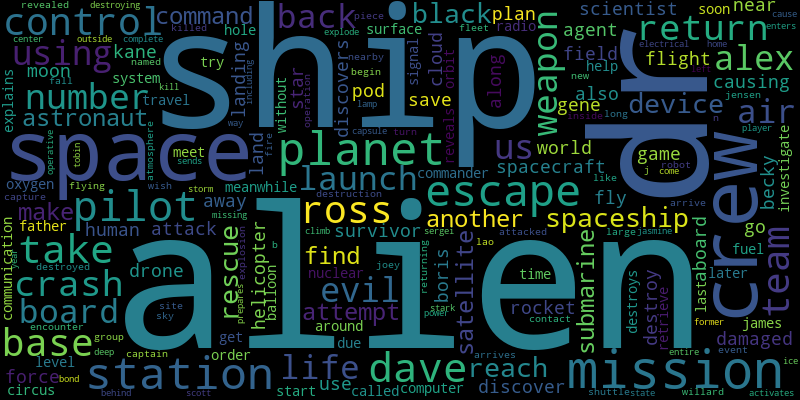 control
revealed
destroying
killed
piece
center
outside
complete
explode
using
named
kane
hole
surface
fleet
radio
command
back
black
plan
near
enters
cause
soon
scientist
return
ship
dr
explains
moon
fall
system
try
cloud
nearby
signal
begin
agent
field
electrical
home
left
number
travel
kill
landing
including
star
operation
discovers
pod
save
orbit
along
weapon
help
new
flight
alex
causing
astronaut
without
lamp
capsule
turn
reveals
gene
also
inside
long
jensen
device
n
player
air
operative
tobin
atmosphere
meet
sends
way
land
fire
planet
us
world
game
robot
j
come
becky
investigate
space
oxygen
flying
wish
storm
meanwhile
launch
commander
spacecraft
like
arrive
capture
destruction
escape
fly
crew
pilot
away
missing
ross
another
spaceship
make
father
human
attack
climb
survivor
sergei
attacked
large
jasmine
go
team
alien
take
rescue
explosion
prepares
helicopter
balloon
b
find
boris
returning
lao
satellite
time
submarine
destroys
destroy
retrieve
lastaboard
fuel
later
communication
year
destroyed
crash
drone
nuclear
joey
evil
stark
power
rocket
contact
board
site
sky
attempt
james
former
damaged
encounter
around
base
group
deep
captain
get
order
due
arrives
reach
entire
event
level
station
life
dave
mission
ice
force
bond
use
called
computer
discover
circus
behind
scott
start
shuttle
state
willard
activates